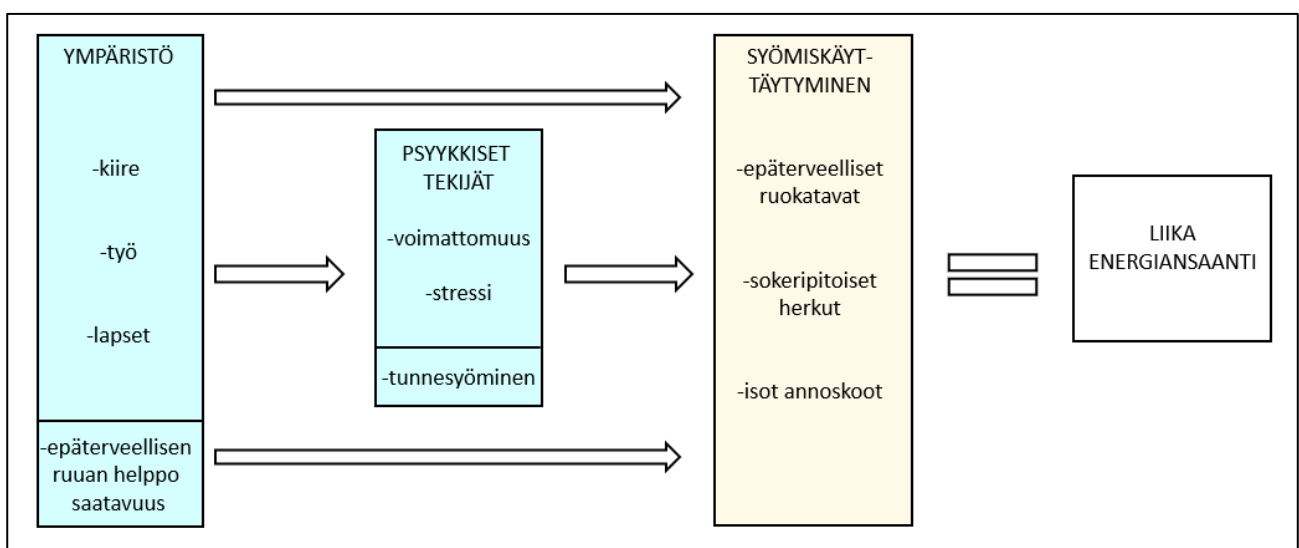 YMPÄRISTÖ
-kiire
-työ
-lapset
-epäterveellisen
ruuan helppo
saatavuus
PSYYKKISET
TEKIJÄT
-voimattomuus
-stressi
-tunnesyöminen
SYÖMISKÄYT-
TÄYTYMINEN
-epäterveelliset
ruokatavat
-sokeripitoiset
herkut
-isot annoskoot
LIIKA
ENERGIANSAANTI